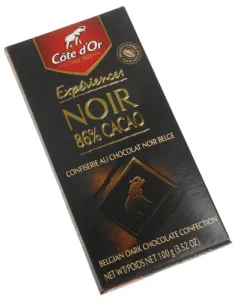 Côte d'Or
Expériences
NOIR
86% CACAO
CONFISERIE AU CHOCOLAT NOIR BELGE
BELGIAN DARK CHOCOLATE CONFECTION
NET WT/POIDS NET 100 g (3.52 OZ)